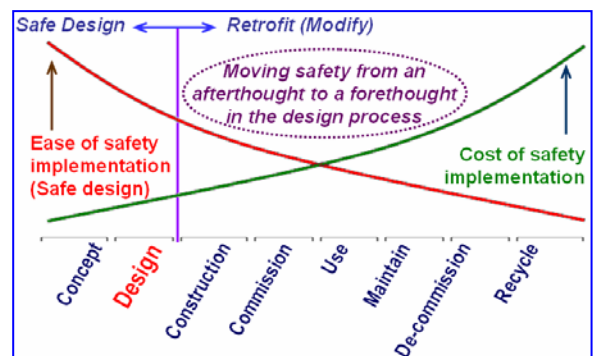 Safe Design
Retrofit (Modify)
Moving safety from an
afterthought to a forethought
in the design process
Ease of safety
implementation
(Safe design)
Cost of safety
implementation
Concept
Design
Construction
Commission
Use
Maintain
De-commission
Recycle